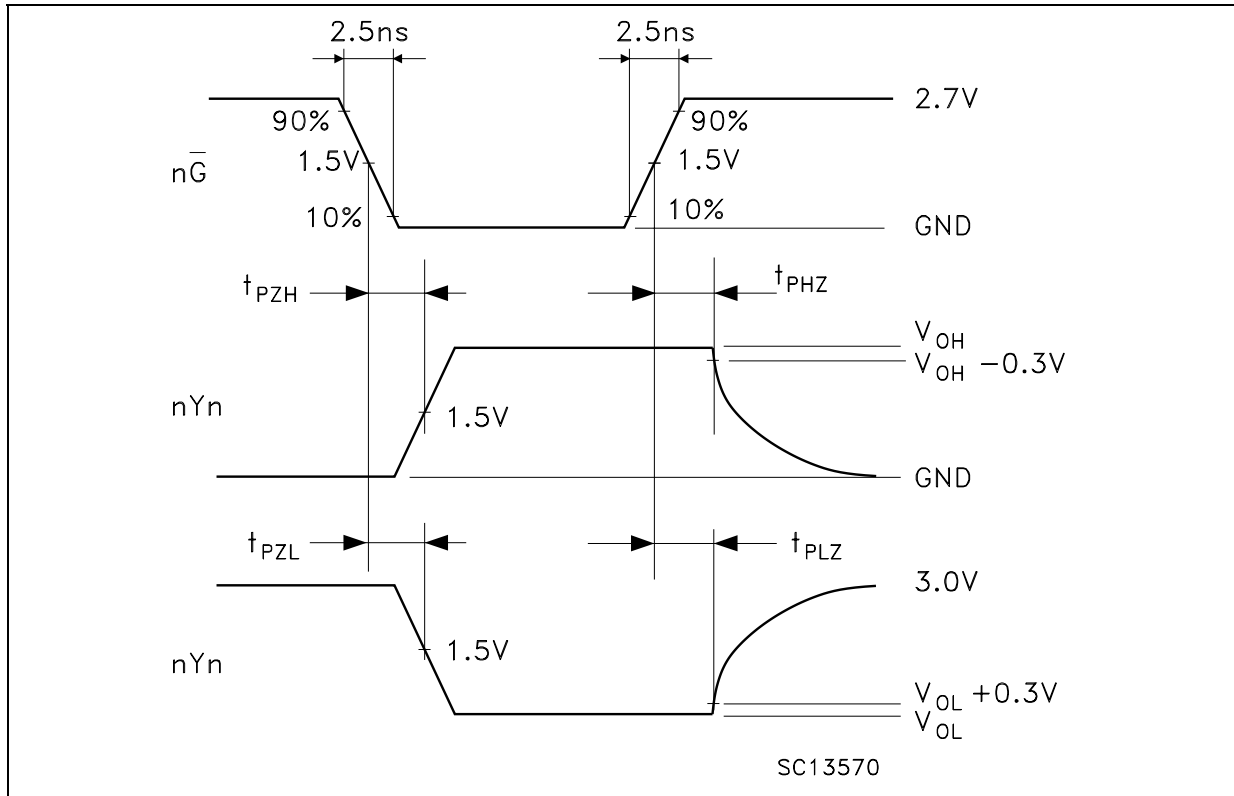 2.5ns 2.5ns
2.7V
90% 90%
nG̅ 1.5V 1.5V
10% 10%
GND
tPZH tPHZ
VOH
VOH −0.3V
nYn 1.5V
GND
tPZL tPLZ
3.0V
nYn 1.5V
VOL +0.3V
VOL
SC13570